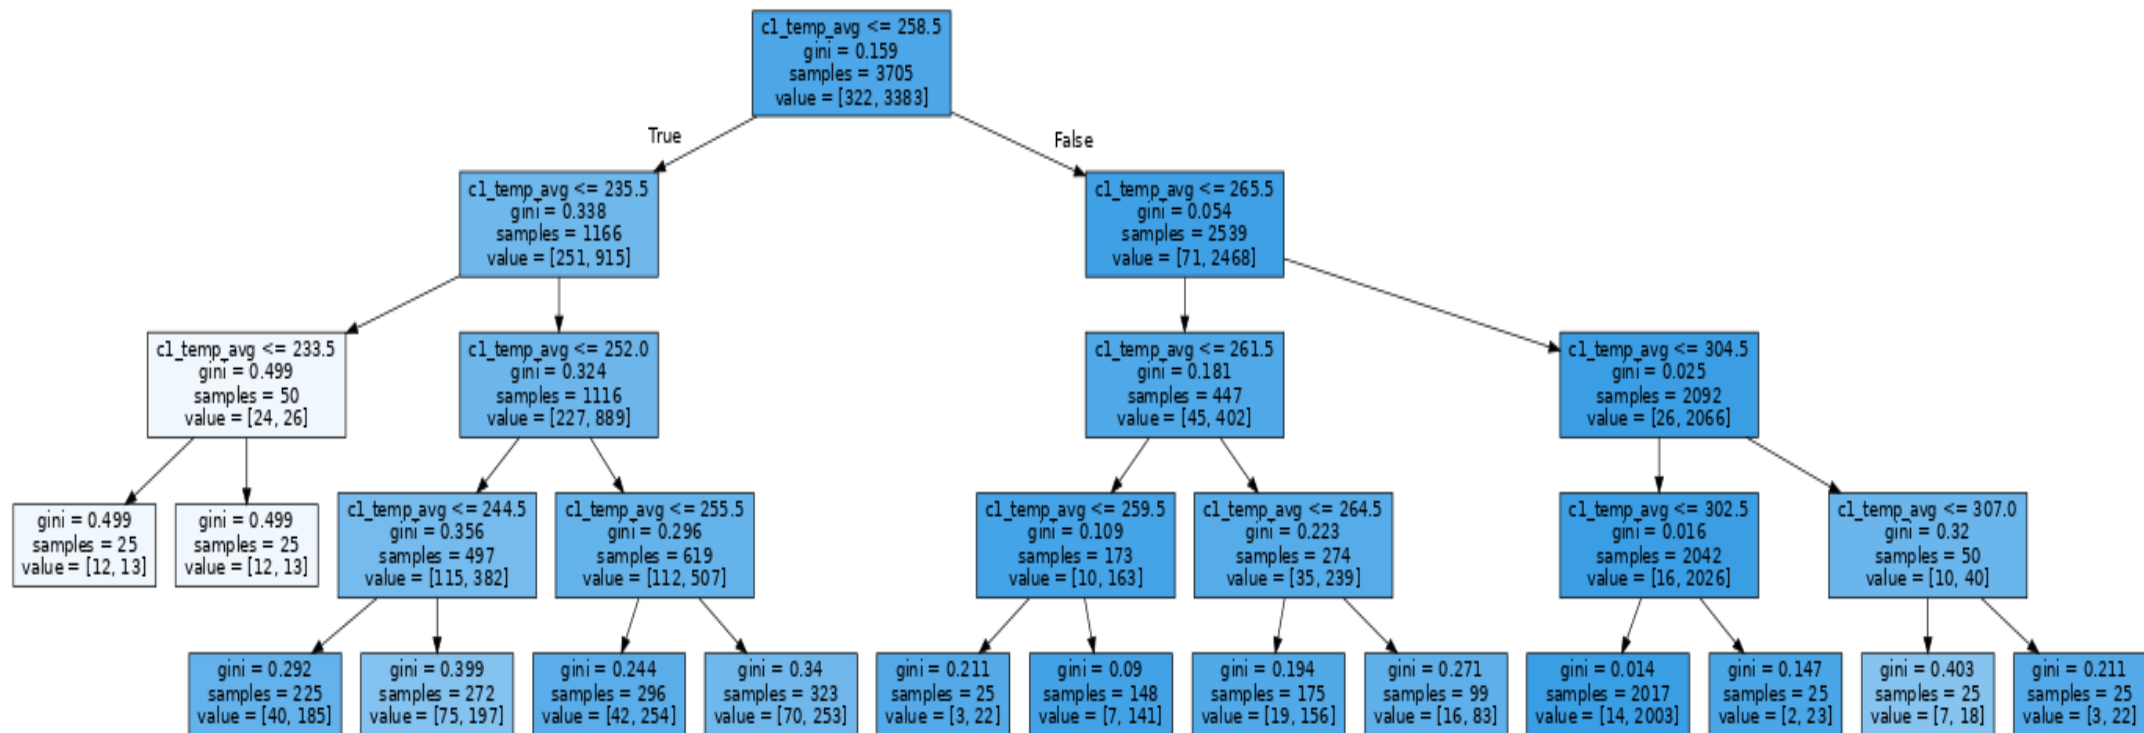 c1_temp_avg <= 258.5
gini = 0.159
samples = 3705
value = [322, 3383]
True
False
c1_temp_avg <= 235.5
gini = 0.338
samples = 1166
value = [251, 915]
c1_temp_avg <= 265.5
gini = 0.054
samples = 2539
value = [71, 2468]
c1_temp_avg <= 233.5
gini = 0.499
samples = 50
value = [24, 26]
c1_temp_avg <= 252.0
gini = 0.324
samples = 1116
value = [227, 889]
c1_temp_avg <= 261.5
gini = 0.181
samples = 447
value = [45, 402]
c1_temp_avg <= 304.5
gini = 0.025
samples = 2092
value = [26, 2066]
gini = 0.499
samples = 25
value = [12, 13]
gini = 0.499
samples = 25
value = [12, 13]
c1_temp_avg <= 244.5
gini = 0.356
samples = 497
value = [115, 382]
c1_temp_avg <= 255.5
gini = 0.296
samples = 619
value = [112, 507]
c1_temp_avg <= 259.5
gini = 0.109
samples = 173
value = [10, 163]
c1_temp_avg <= 264.5
gini = 0.223
samples = 274
value = [35, 239]
c1_temp_avg <= 302.5
gini = 0.016
samples = 2042
value = [16, 2026]
c1_temp_avg <= 307.0
gini = 0.32
samples = 50
value = [10, 40]
gini = 0.292
samples = 225
value = [40, 185]
gini = 0.399
samples = 272
value = [75, 197]
gini = 0.244
samples = 296
value = [42, 254]
gini = 0.34
samples = 323
value = [70, 253]
gini = 0.211
samples = 25
value = [3, 22]
gini = 0.09
samples = 148
value = [7, 141]
gini = 0.194
samples = 175
value = [19, 156]
gini = 0.271
samples = 99
value = [16, 83]
gini = 0.014
samples = 2017
value = [14, 2003]
gini = 0.147
samples = 25
value = [2, 23]
gini = 0.403
samples = 25
value = [7, 18]
gini = 0.211
samples = 25
value = [3, 22]